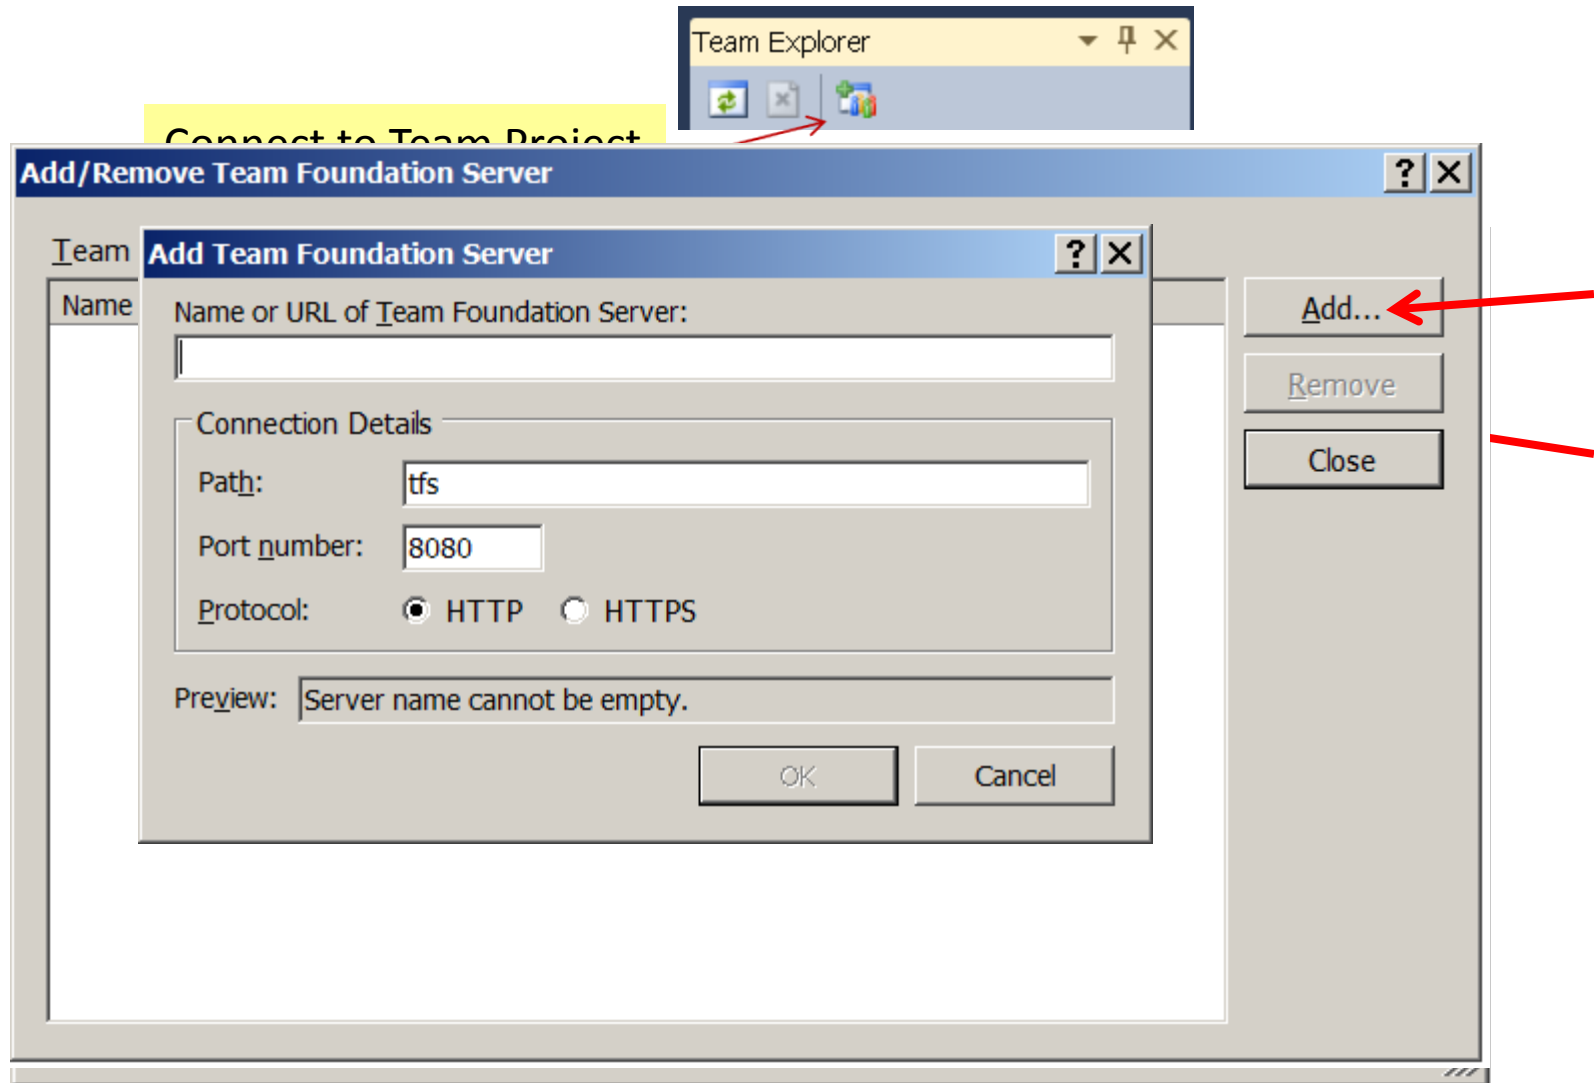 Team Explorer
Connect to Team Project
Add/Remove Team Foundation Server
Team
Add Team Foundation Server
Name
Name or URL of Team Foundation Server:
Add...
Remove
Connection Details
Close
Path: tfs
Port number: 8080
Protocol: HTTP HTTPS
Preview: Server name cannot be empty.
OK Cancel